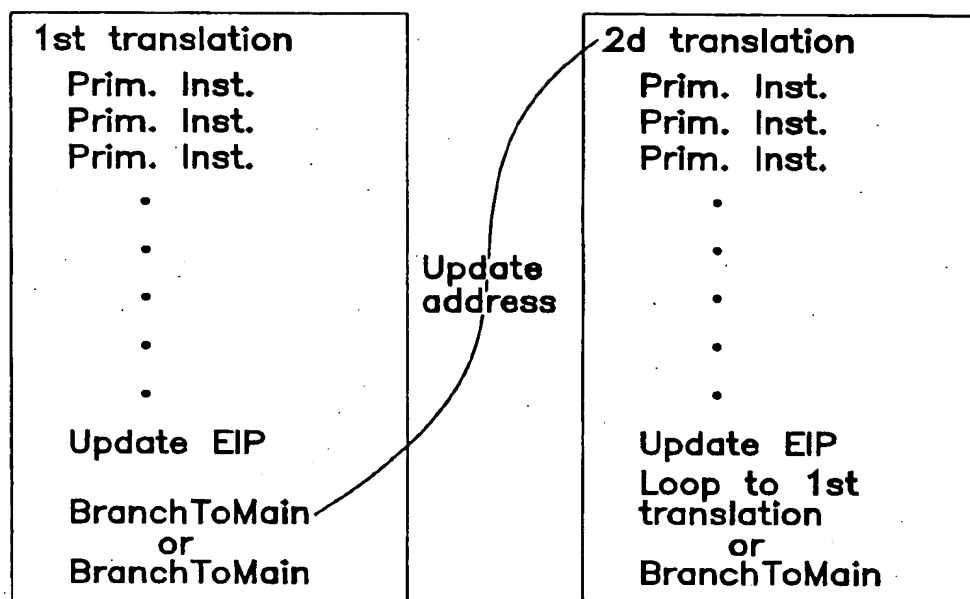 1st translation
Prim. Inst.
Prim. Inst.
Prim. Inst.
Update EIP
BranchToMain
or
BranchToMain
Update
address
2d translation
Prim. Inst.
Prim. Inst.
Prim. Inst.
Update EIP
Loop to 1st
translation
or
BranchToMain